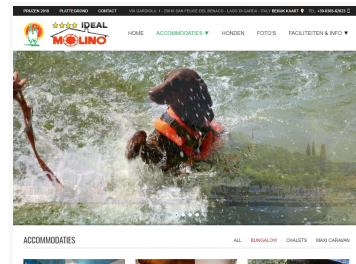 PRIJZEN 2018 PLATTEGROND CONTACT VIA GARDIOLA, 1 - 25010 SAN FELICE DEL BENACO - LAGO DI GARDA - ITALY BEKIJK KAART TEL.
IDEAL
MOLINO
HOME ACCOMMODATIES ▼ HONDEN FOTO'S FACILITEITEN & INFO ▼
ACCOMMODATIES ALL BUNGALOW CHALETS MAXI CARAVAN